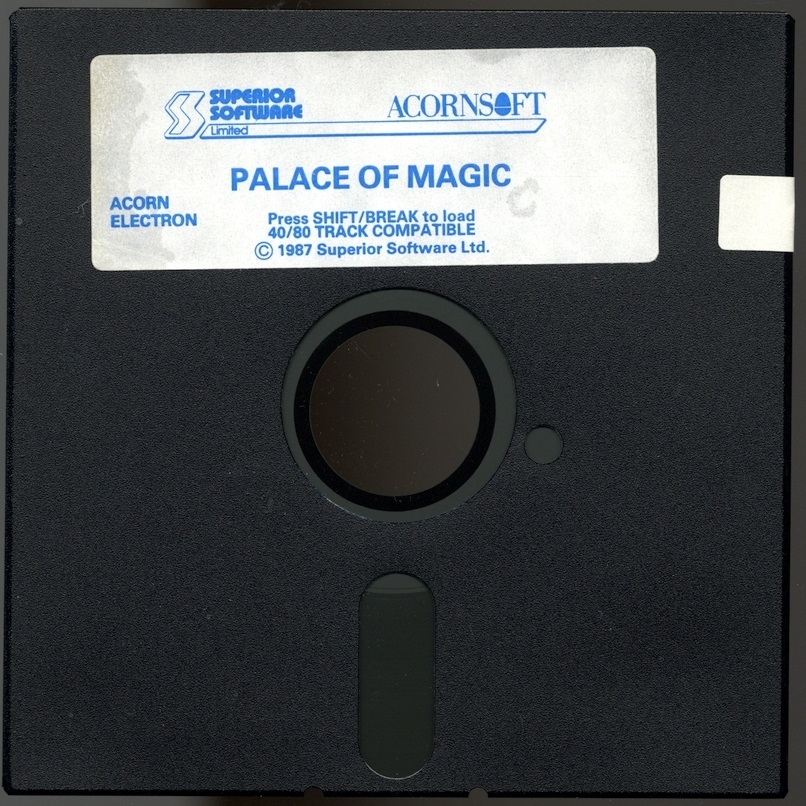 SUPERIOR
SOFTWARE
Limited
ACORNSOFT
PALACE OF MAGIC
ACORN
ELECTRON
Press SHIFT/BREAK to load
40/80 TRACK COMPATIBLE
© 1987 Superior Software Ltd.